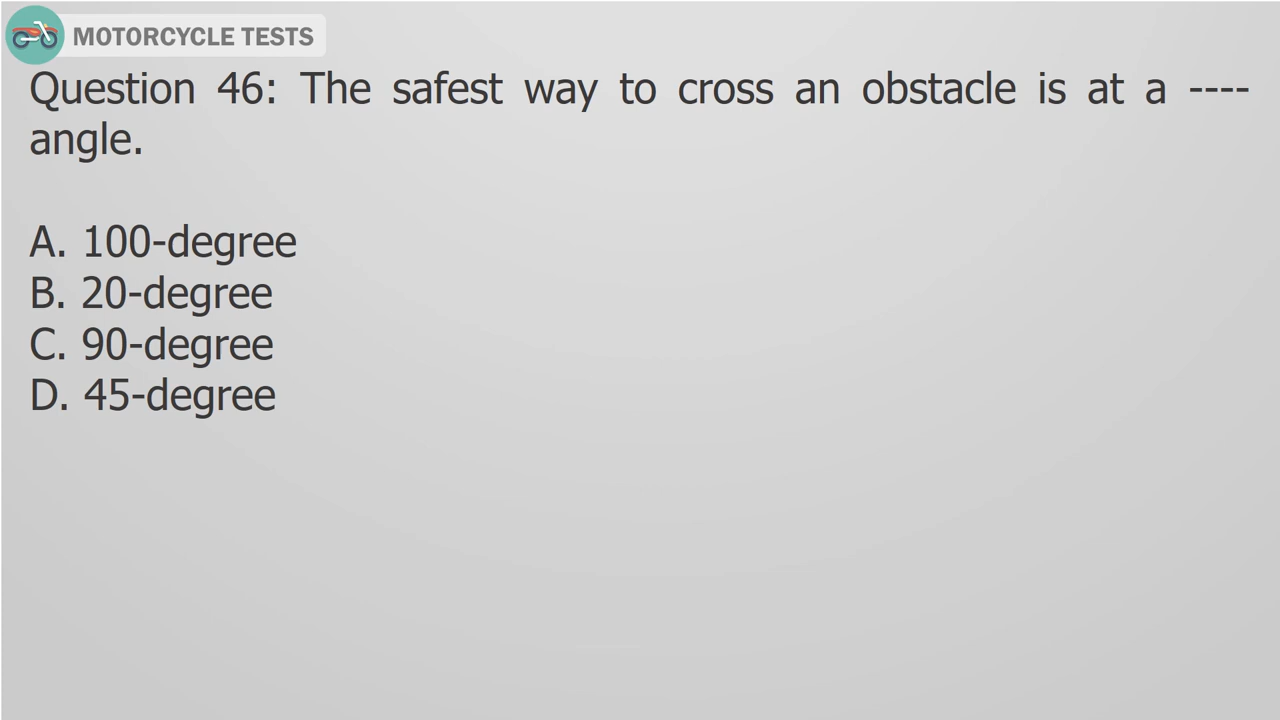 MOTORCYCLE TESTS
Question 46: The safest way to cross an obstacle is at a ----
angle.
A. 100-degree
B. 20-degree
C. 90-degree
D. 45-degree